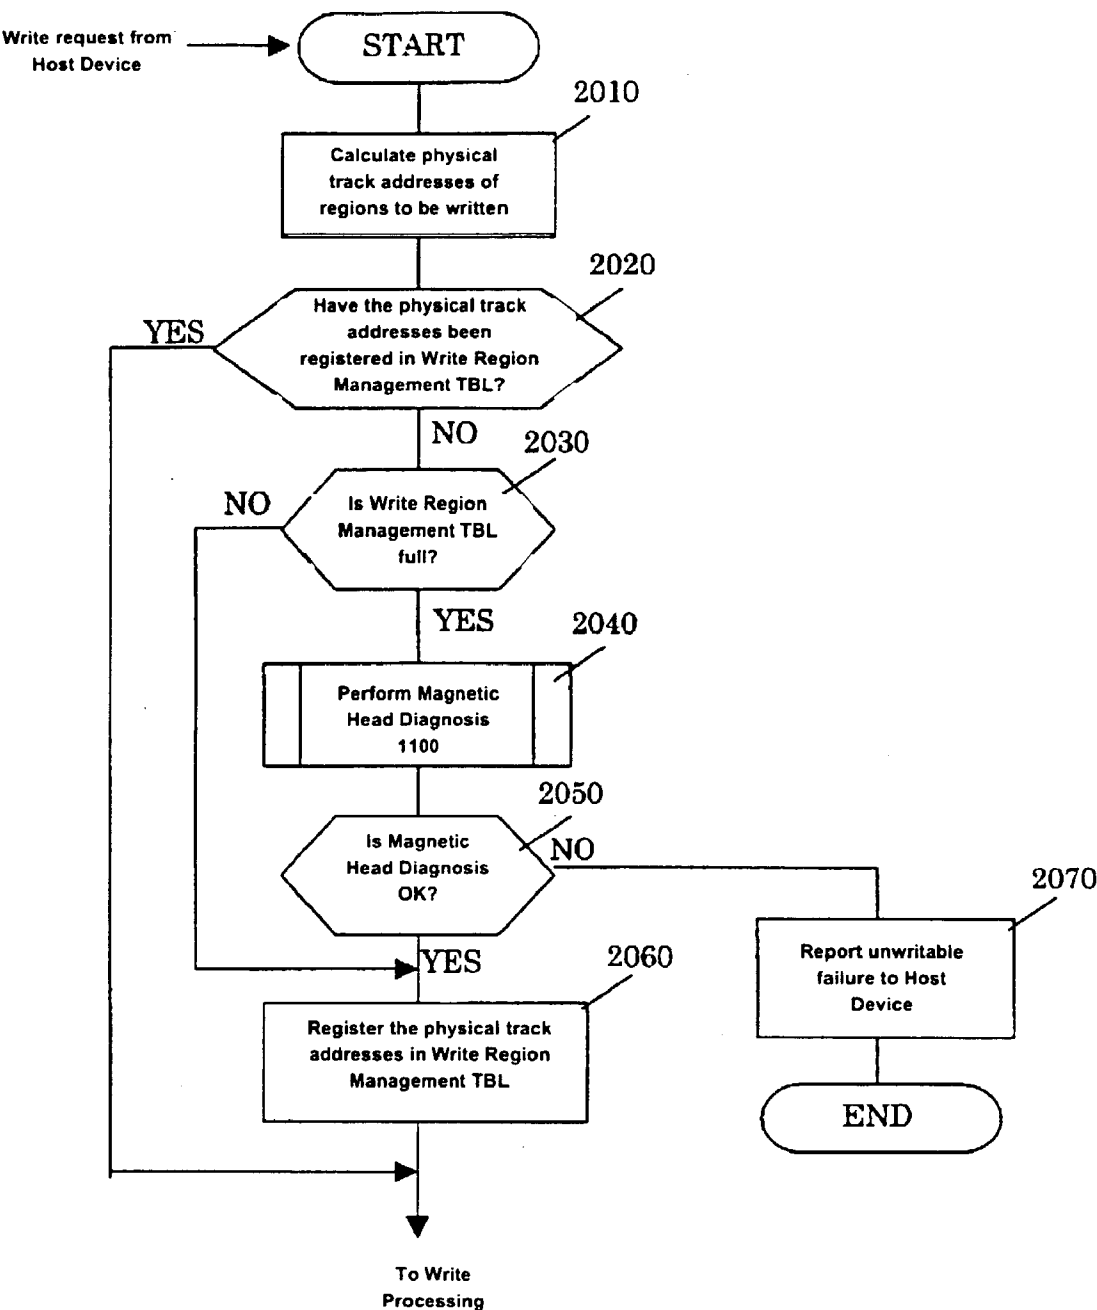 Write request from
Host Device
START
2010
Calculate physical
track addresses of
regions to be written
2020
Have the physical track
addresses been
registered in Write Region
Management TBL?
YES
NO
2030
Is Write Region
Management TBL
full?
NO
YES
2040
Perform Magnetic
Head Diagnosis
1100
2050
Is Magnetic
Head Diagnosis
OK?
NO
2070
Report unwritable
failure to Host
Device
YES
2060
Register the physical track
addresses in Write Region
Management TBL
END
To Write
Processing